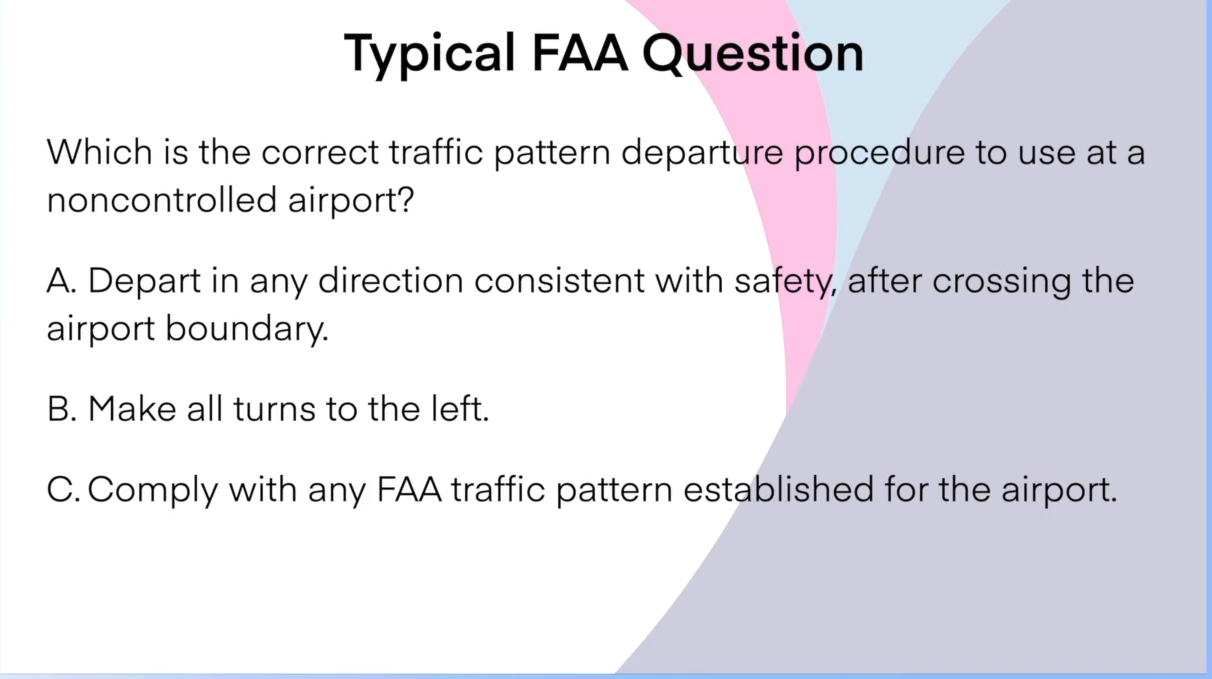 Typical FAA Question
Which is the correct traffic pattern departure procedure to use at a
noncontrolled airport?
A. Depart in any direction consistent with safety, after crossing the
airport boundary.
B. Make all turns to the left.
C. Comply with any FAA traffic pattern established for the airport.